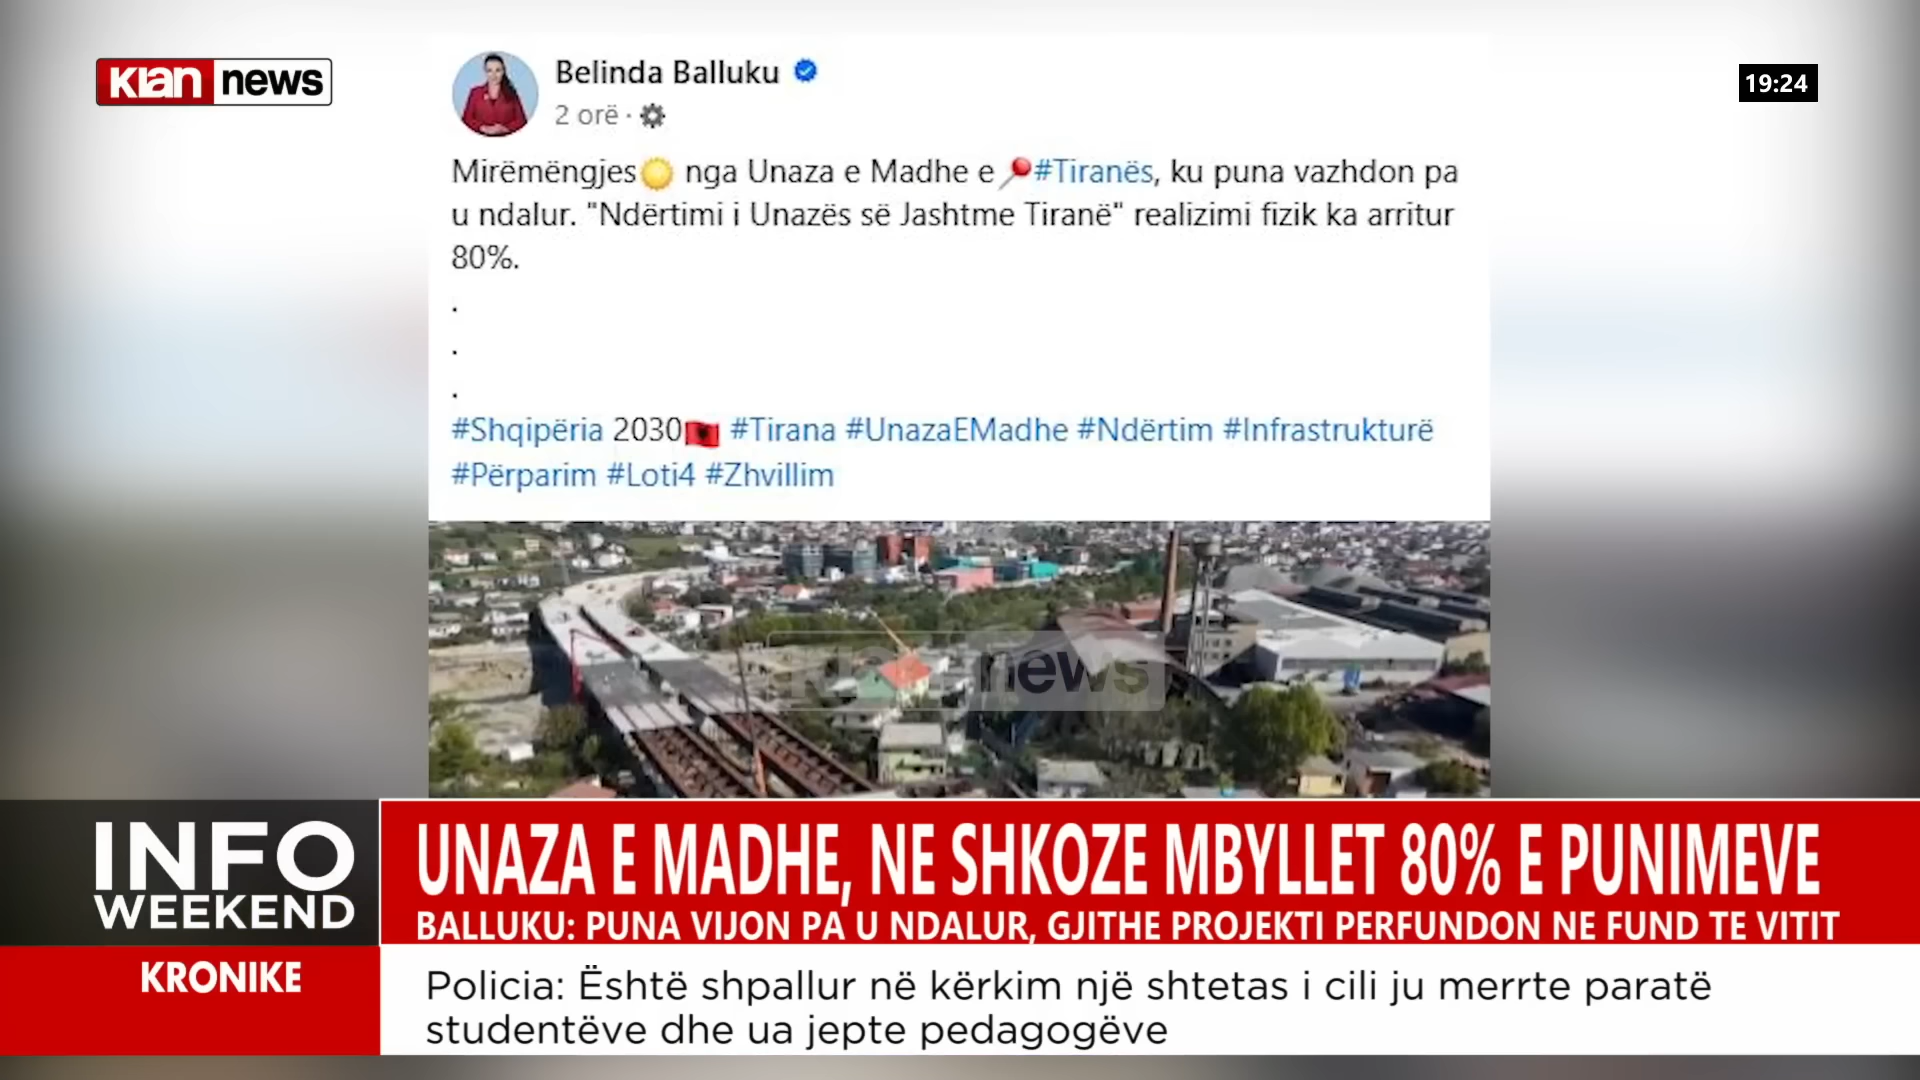 klan news
19:24
Belinda Balluku
2 orë ·
Mirëmëngjes☀️ nga Unaza e Madhe e📍#Tiranës, ku puna vazhdon pa
u ndalur. "Ndërtimi i Unazës së Jashtme Tiranë" realizimi fizik ka arritur
80%.
.
.
.
#Shqipëria 2030🇦🇱 #Tirana #UnazaEMadhe #Ndërtim #Infrastrukturë
#Përparim #Loti4 #Zhvillim
klan news
INFO
WEEKEND
UNAZA E MADHE, NE SHKOZE MBYLLET 80% E PUNIMEVE
BALLUKU: PUNA VIJON PA U NDALUR, GJITHE PROJEKTI PERFUNDON NE FUND TE VITIT
KRONIKE
Policia: Është shpallur në kërkim një shtetas i cili ju merrte paratë
studentëve dhe ua jepte pedagogëve